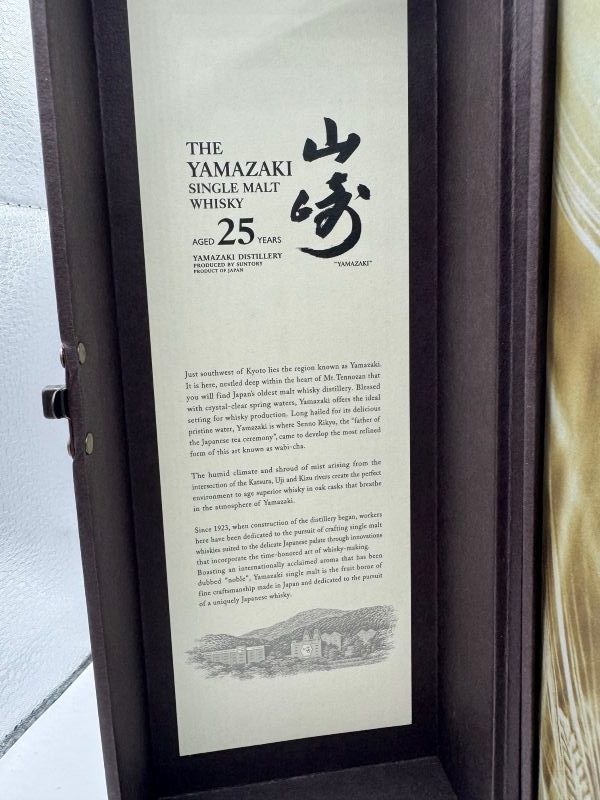 THE
YAMAZAKI
SINGLE MALT
WHISKY
AGED 25 YEARS
YAMAZAKI DISTILLERY
PRODUCED BY SUNTORY
PRODUCT OF JAPAN
山崎
"YAMAZAKI"
Just southwest of Kyoto lies the region known as Yamazaki.
It is here, nestled deep within the heart of Mt. Tennozan that
you will find Japan's oldest malt whisky distillery. Blessed
with crystal-clear spring waters, Yamazaki offers the ideal
setting for whisky production. Long hailed for its delicious
pristine water, Yamazaki is where Senno Rikyu, the "father of
the Japanese tea ceremony", came to develop the most refined
form of this art known as wabi-cha.
The humid climate and shroud of mist arising from the
intersection of the Katsura, Uji and Kizu rivers create the perfect
environment to age superior whisky in oak casks that breathe
in the atmosphere of Yamazaki.
Since 1923, when construction of the distillery began, workers
here have been dedicated to the pursuit of crafting single malt
whiskies suited to the delicate Japanese palate through innovations
that incorporate the time-honored art of whisky-making.
Boasting an internationally acclaimed aroma that has been
dubbed "noble", Yamazaki single malt is the fruit borne of
fine craftsmanship made in Japan and dedicated to the pursuit
of a uniquely Japanese whisky.